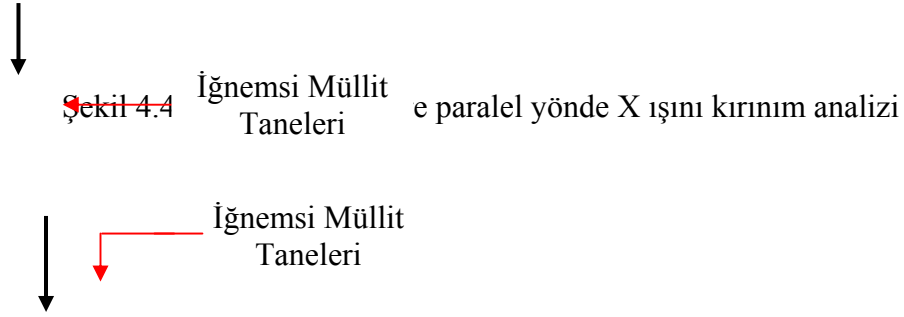 İğnemsi Müllit
Taneleri
Şekil 4.4 e paralel yönde X ışını kırınım analizi
İğnemsi Müllit
Taneleri